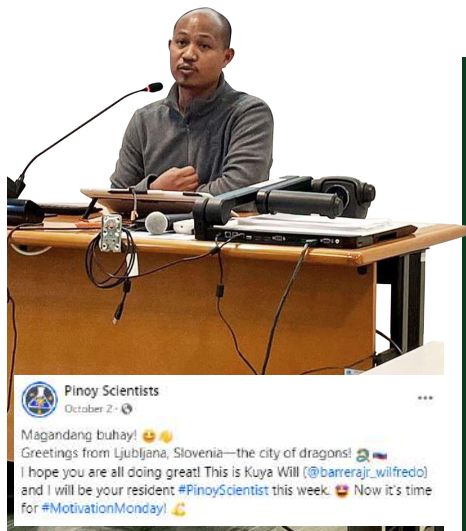 Pinoy Scientists
October 2 ·
Magandang buhay! 😄👋
Greetings from Ljubljana, Slovenia—the city of dragons! 🐲🇸🇮
I hope you are all doing great! This is Kuya Will (@barrerajr_wilfredo)
and I will be your resident #PinoyScientist this week. 😍 Now it's time
for #MotivationMonday! 💪